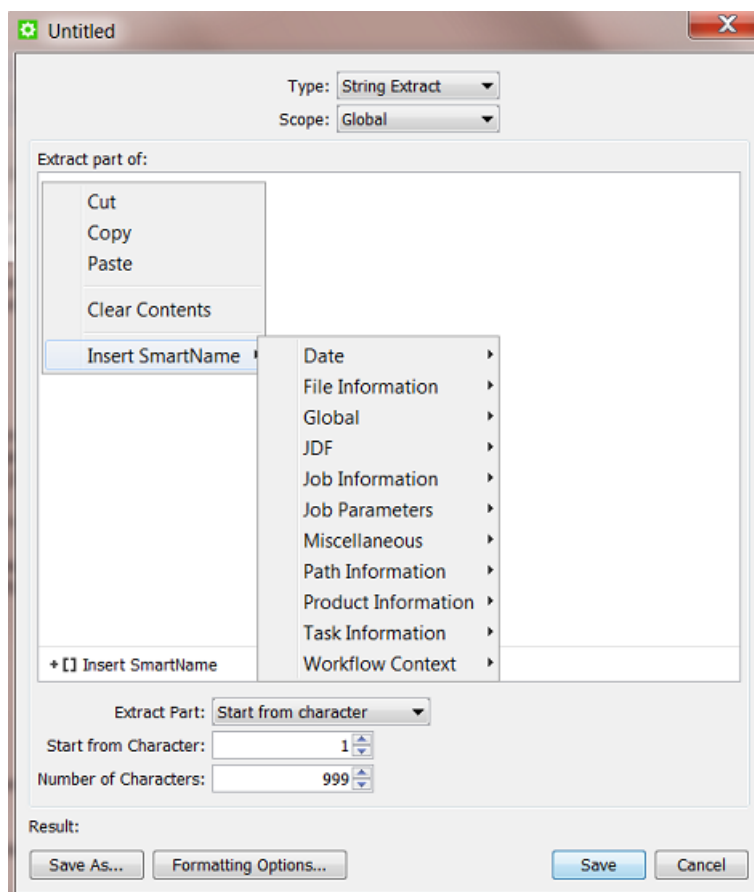 Untitled
Type: String Extract
Scope: Global
Extract part of:
Cut
Copy
Paste
Clear Contents
Insert SmartName
Date
File Information
Global
JDF
Job Information
Job Parameters
Miscellaneous
Path Information
Product Information
Task Information
Workflow Context
+ [] Insert SmartName
Extract Part: Start from character
Start from Character: 1
Number of Characters: 999
Result:
Save As... Formatting Options... Save Cancel